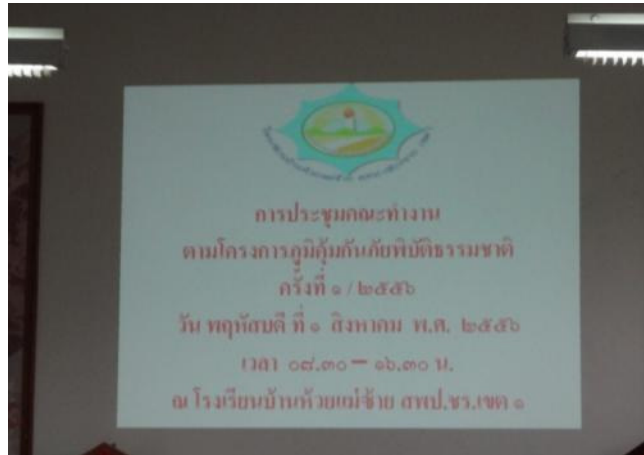 การประชุมคณะทำงาน
ตามโครงการภูมิคุ้มกันภัยพิบัติธรรมชาติ
ครั้งที่ ๑ / ๒๕๕๖
วัน พฤหัสบดี ที่ ๑ สิงหาคม พ.ศ. ๒๕๕๖
เวลา ๐๘.๓๐ – ๑๖.๓๐ น.
ณ โรงเรียนบ้านห้วยแม่ซ้าย สพป.ชร.เขต ๑